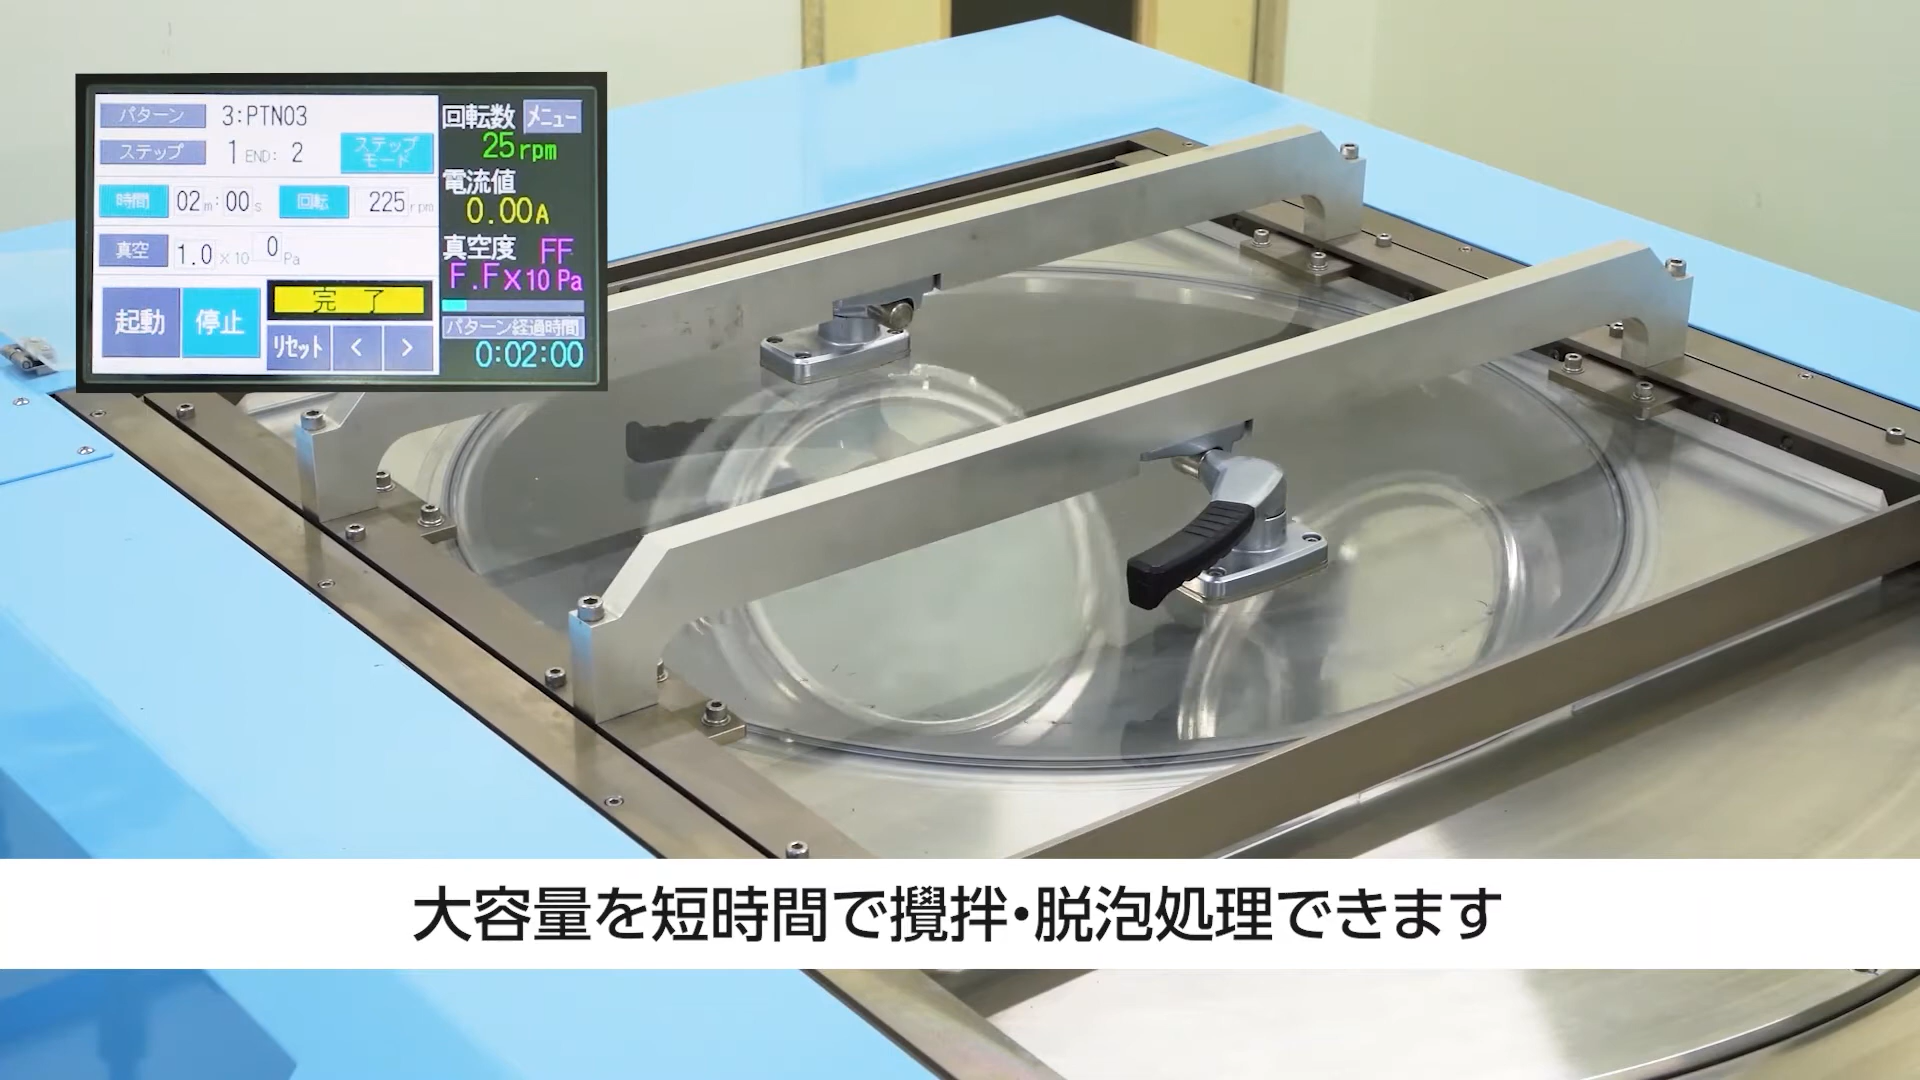 パターン 3:PTN03
ステップ 1 END: 2 ステップモード
時間 02m:00s 回転 225rpm
真空 1.0×10 0 Pa
完了
起動 停止 リセット < >
回転数 メニュー
25rpm
電流値
0.00A
真空度 FF
F.F×10 Pa
パターン経過時間
0:02:00
大容量を短時間で攪拌・脱泡処理できます